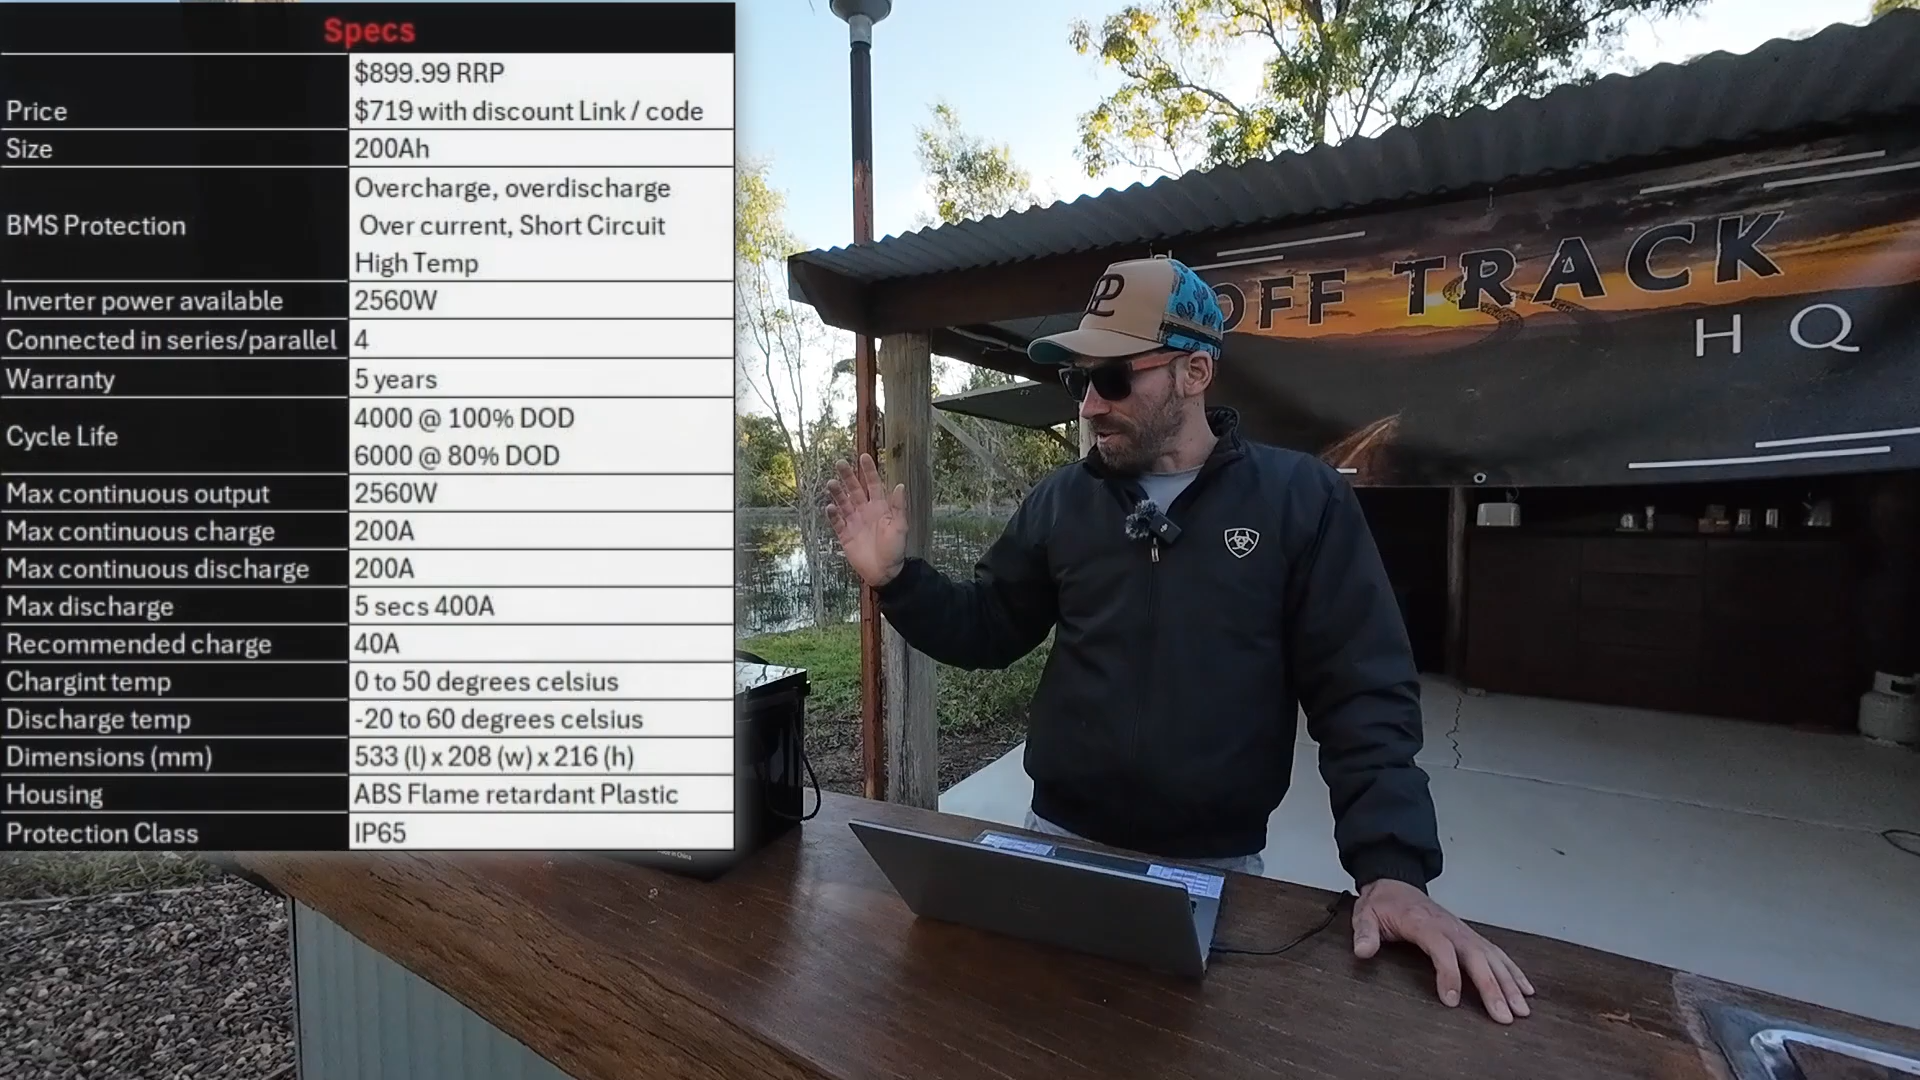 Specs
Price
$899.99 RRP
$719 with discount Link / code
Size
200Ah
BMS Protection
Overcharge, overdischarge
Over current, Short Circuit
High Temp
Inverter power available
2560W
Connected in series/parallel
4
Warranty
5 years
Cycle Life
4000 @ 100% DOD
6000 @ 80% DOD
Max continuous output
2560W
Max continuous charge
200A
Max continuous discharge
200A
Max discharge
5 secs 400A
Recommended charge
40A
Chargint temp
0 to 50 degrees celsius
Discharge temp
-20 to 60 degrees celsius
Dimensions (mm)
533 (l) x 208 (w) x 216 (h)
Housing
ABS Flame retardant Plastic
Protection Class
IP65
OFF TRACK
HQ